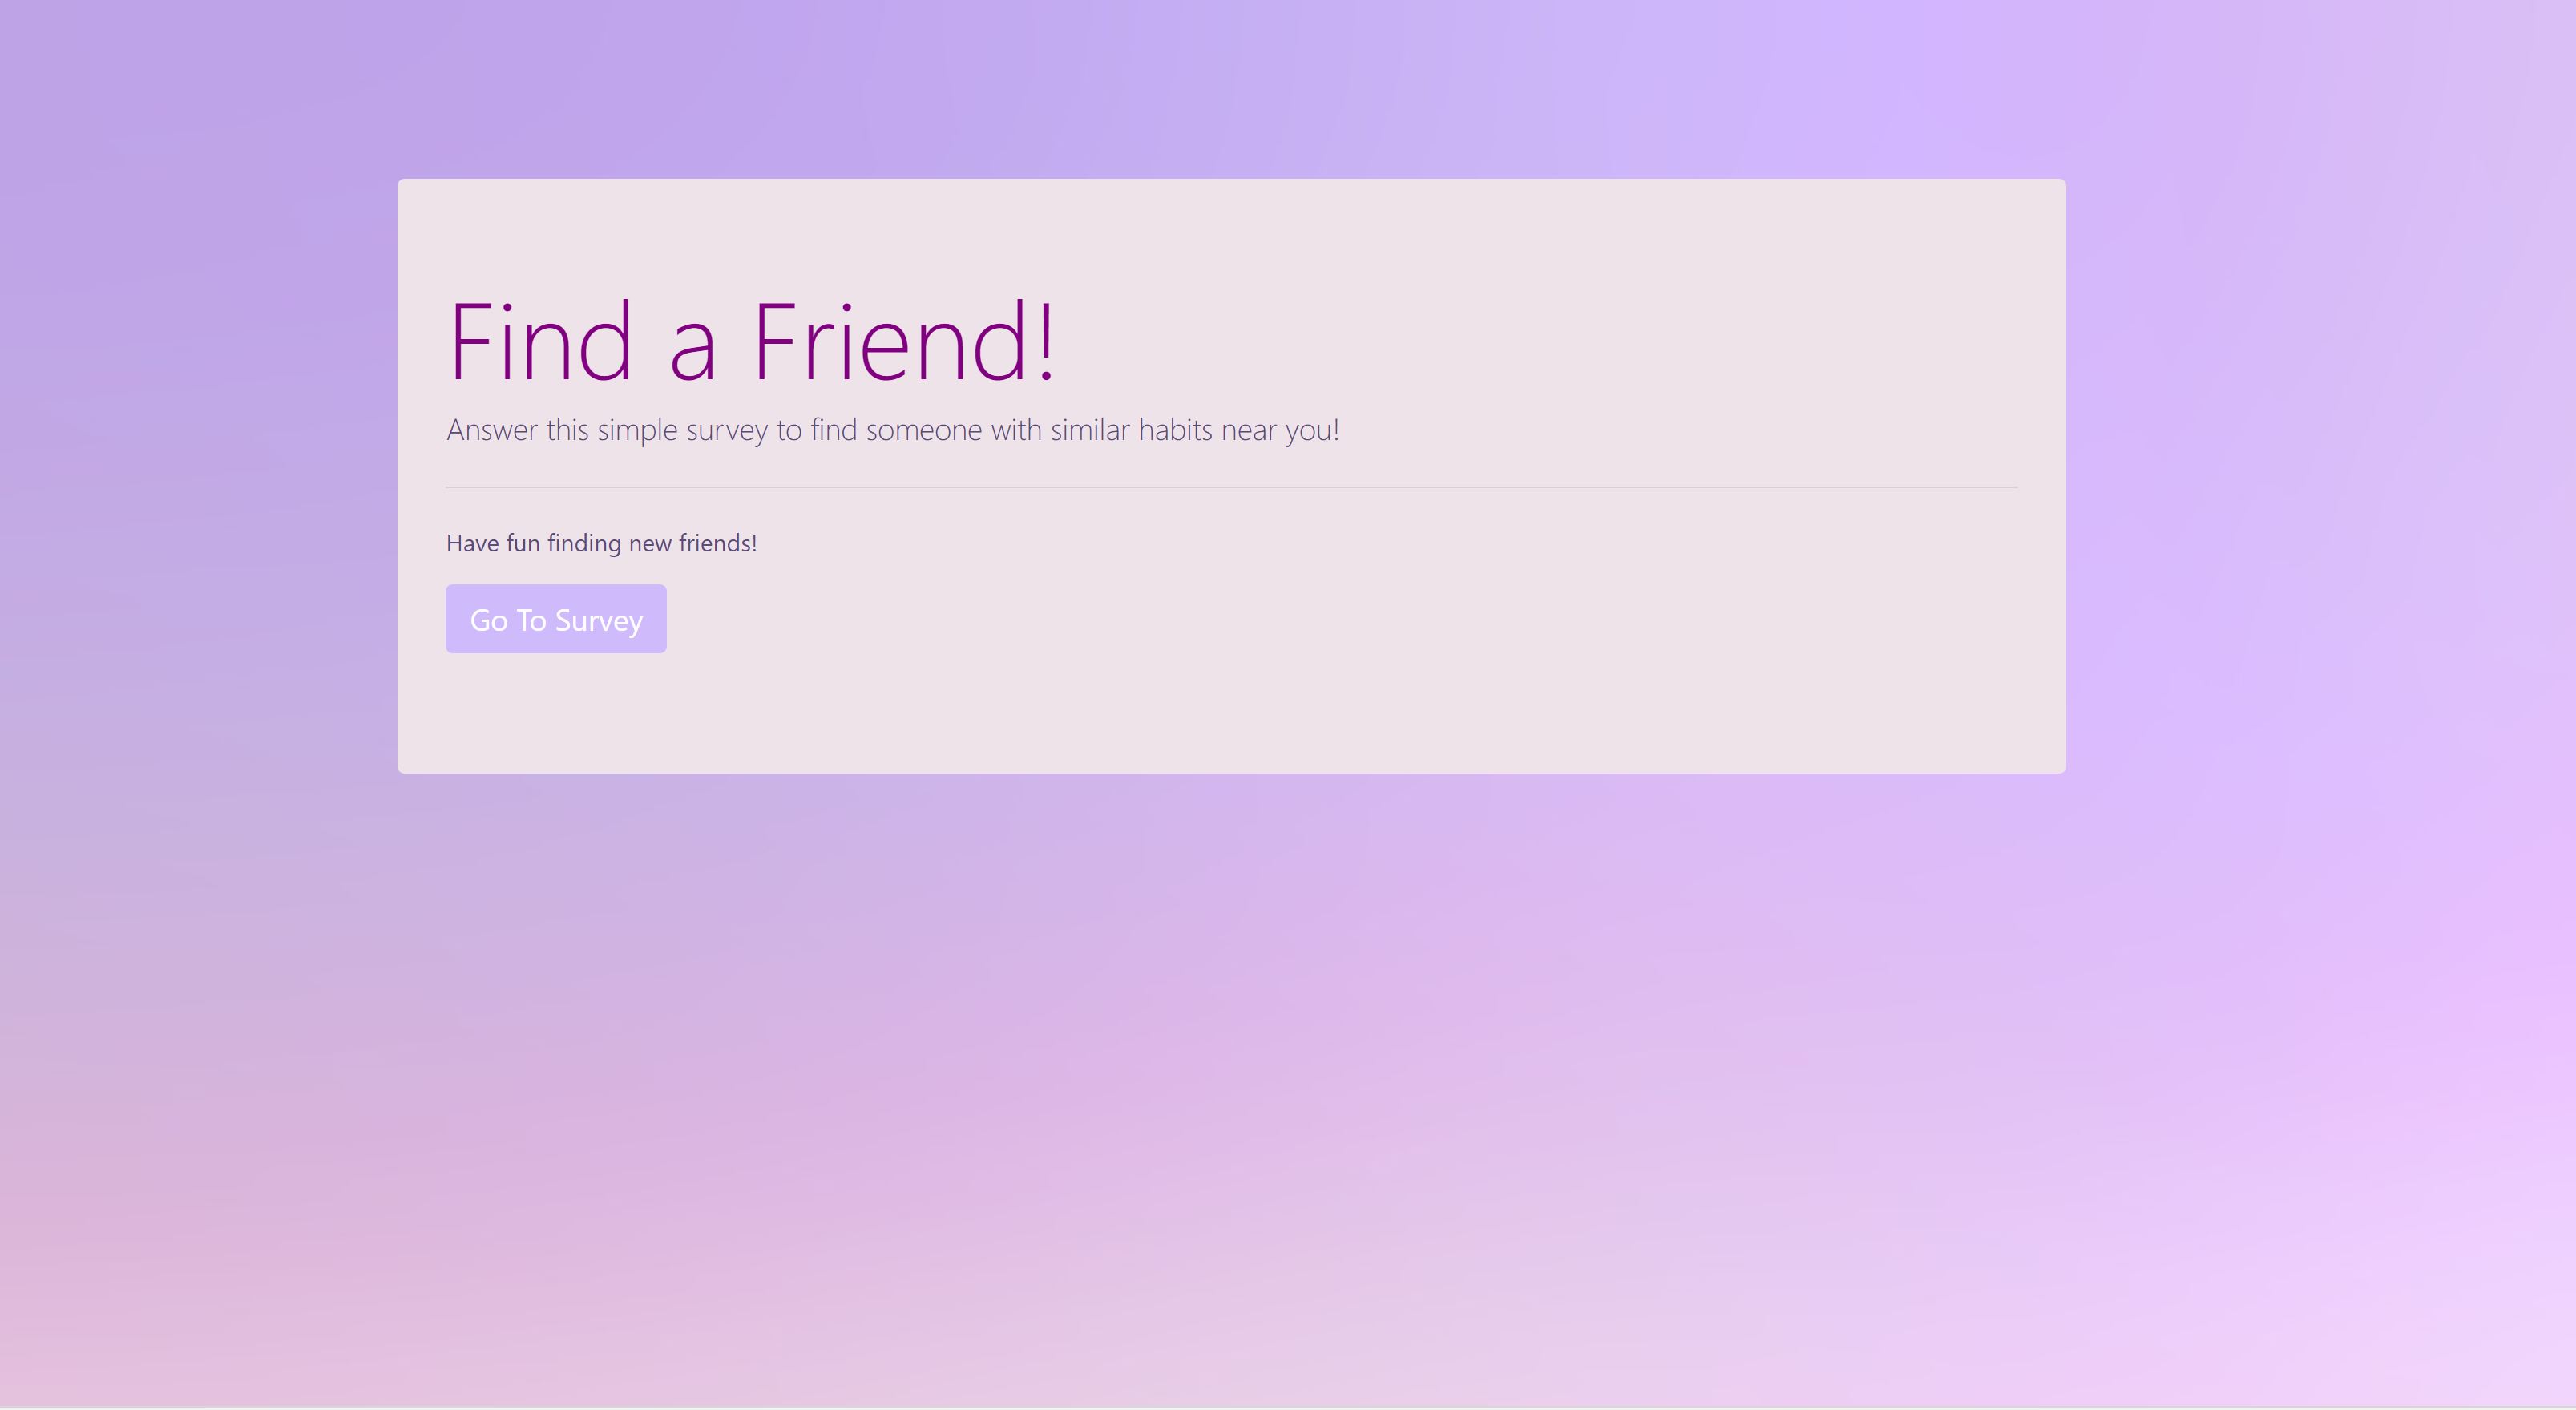 Find a Friend!
Answer this simple survey to find someone with similar habits near you!
Have fun finding new friends!
Go To Survey